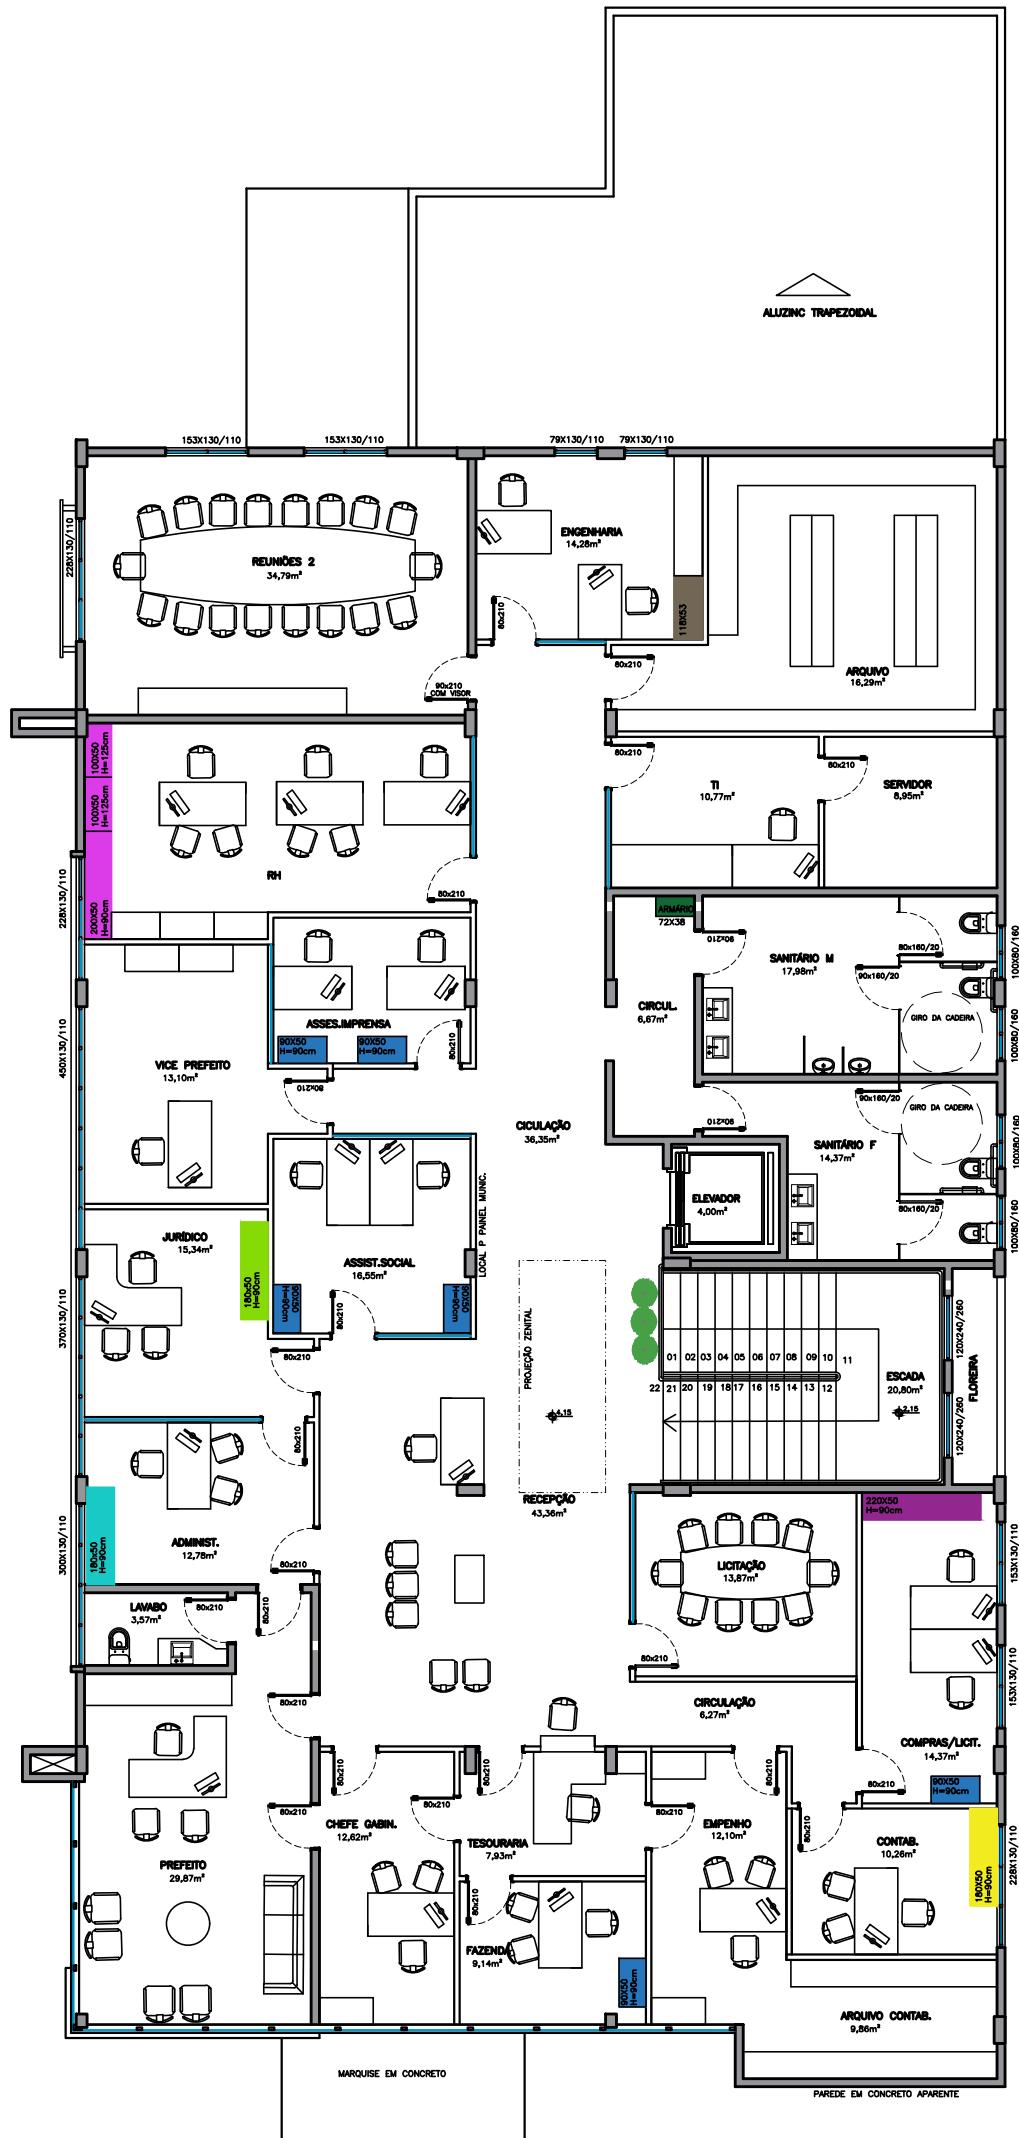 ALUZINC TRAPEZOIDAL
153X130/110
153X130/110
79X130/110
79X130/110
228X130/110
REUNIÕES 2
34,79m²
ENGENHARIA
14,28m²
118X53
80x210
80x210
90x210
COM VISOR
ARQUIVO
16,29m²
100X50
H=125cm
100X50
H=125cm
200X50
H=90cm
RH
80x210
228X130/110
80x210
TI
10,77m²
80x210
SERVIDOR
8,95m²
ARMÁRIO
72X38
90x210
SANITÁRIO M
17,98m²
80x160/20
90x160/20
100X80/160
GIRO DA CADEIRA
100X80/160
CIRCUL.
6,67m²
ASSES.IMPRENSA
90X50
H=90cm
90X50
H=90cm
80x210
450X130/110
VICE PREFEITO
13,10m²
80x210
CICULAÇÃO
36,35m²
90x210
90x160/20
GIRO DA CADEIRA
100X80/160
SANITÁRIO F
14,37m²
80x160/20
100X80/160
ELEVADOR
4,00m²
LOCAL P PAINEL MUNIC.
JURÍDICO
15,34m²
180x50
H=90cm
ASSIST.SOCIAL
16,55m²
90X50
H=90cm
90X50
H=90cm
80x210
80x210
370X130/110
PROJEÇÃO ZENITAL
4,15
01 02 03 04 05 06 07 08 09 10 11
22 21 20 19 18 17 16 15 14 13 12
ESCADA
20,80m²
2,15
120X240/260
120X240/260
FLOREIRA
80x210
ADMINIST.
12,78m²
180x50
H=90cm
300X130/110
80x210
RECEPÇÃO
43,36m²
220X50
H=90cm
LICITAÇÃO
13,87m²
80x210
153X130/110
153X130/110
LAVABO
3,57m²
80x210
80x210
80x210
CIRCULAÇÃO
6,27m²
COMPRAS/LICIT.
14,37m²
80x210
90X50
H=90cm
80x210
80x210
80x210
80x210
80x210
80x210
80x210
CHEFE GABIN.
12,62m²
TESOURARIA
7,93m²
EMPENHO
12,10m²
CONTAB.
10,26m²
180X50
H=90cm
228X130/110
PREFEITO
29,87m²
80x210
FAZENDA
9,14m²
90X50
H=90cm
ARQUIVO CONTAB.
9,86m²
MARQUISE EM CONCRETO
PAREDE EM CONCRETO APARENTE